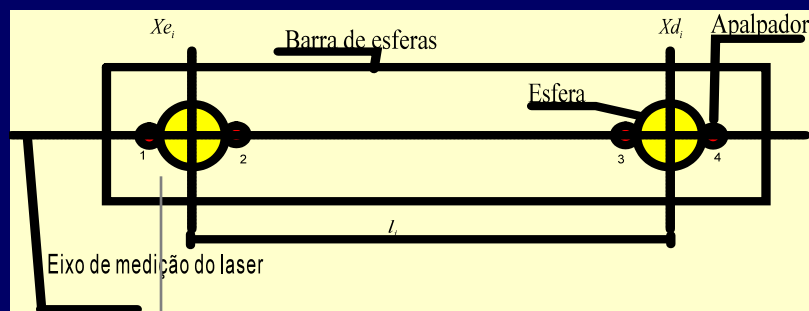 Xe_i Xd_i Apalpador
Barra de esferas
Esfera
1 2 3 4
l_i
Eixo de medição do laser